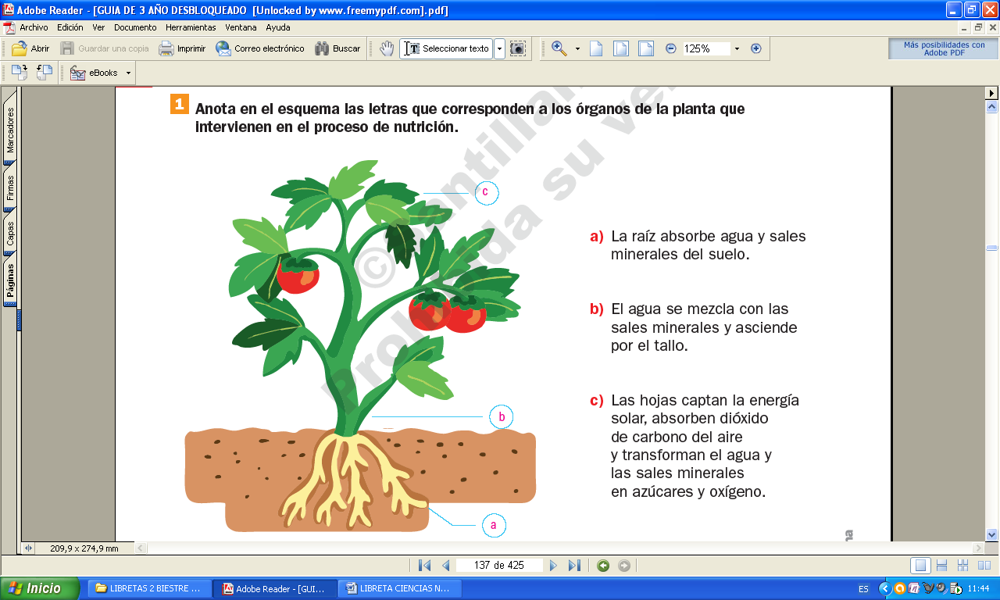 Adobe Reader - [GUIA DE 3 AÑO DESBLOQUEADO [Unlocked by www.freemypdf.com].pdf]
Archivo Edición Ver Documento Herramientas Ventana Ayuda
Abrir Guardar una copia Imprimir Correo electrónico Buscar Seleccionar texto 125% Más posibilidades con
Adobe PDF
eBooks
Marcadores
Firmas
Capas
Páginas
1 Anota en el esquema las letras que corresponden a los órganos de la planta que
intervienen en el proceso de nutrición.
c
b
a
a) La raíz absorbe agua y sales
minerales del suelo.
b) El agua se mezcla con las
sales minerales y asciende
por el tallo.
c) Las hojas captan la energía
solar, absorben dióxido
de carbono del aire
y transforman el agua y
las sales minerales
en azúcares y oxígeno.
209,9 x 274,9 mm
137 de 425
Inicio LIBRETAS 2 BIESTRE ... Adobe Reader - [GUI... LIBRETA CIENCIAS N... ES 11:44